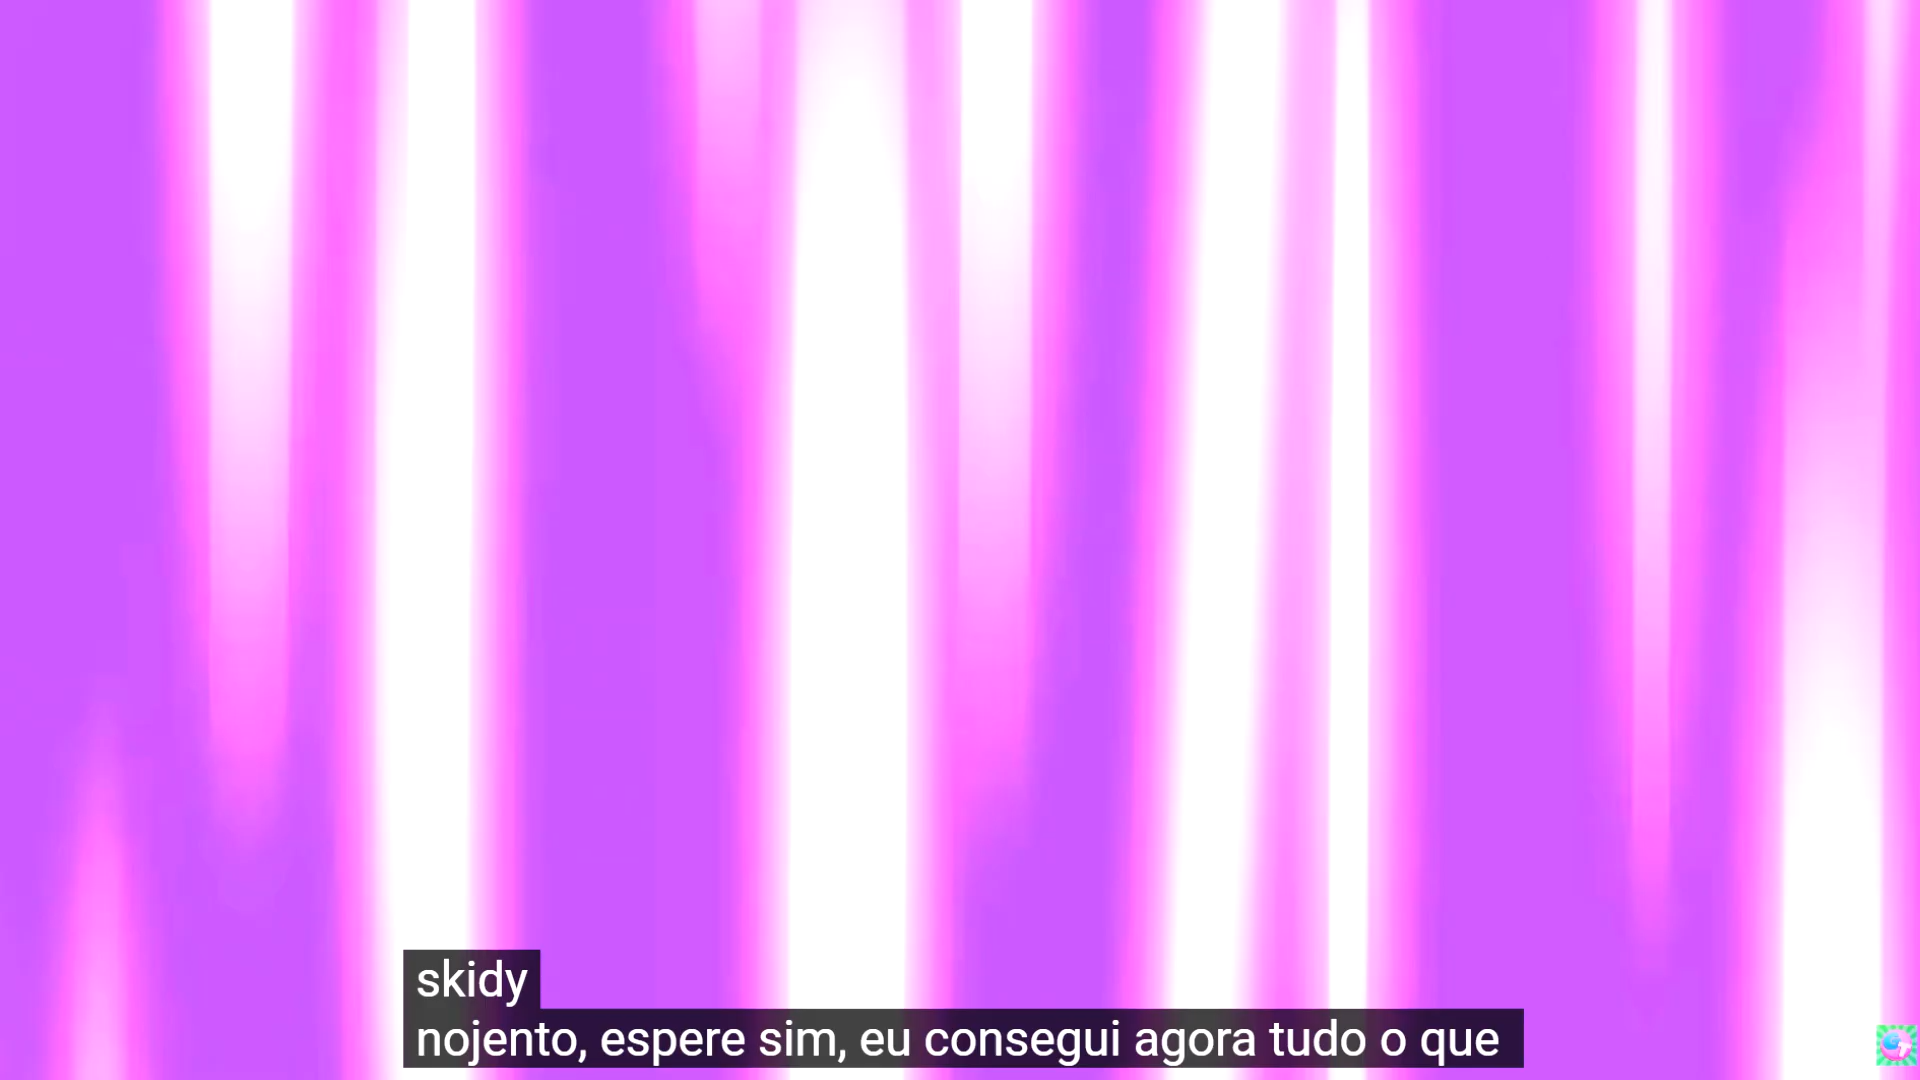 skidy
nojento, espere sim, eu consegui agora tudo o que